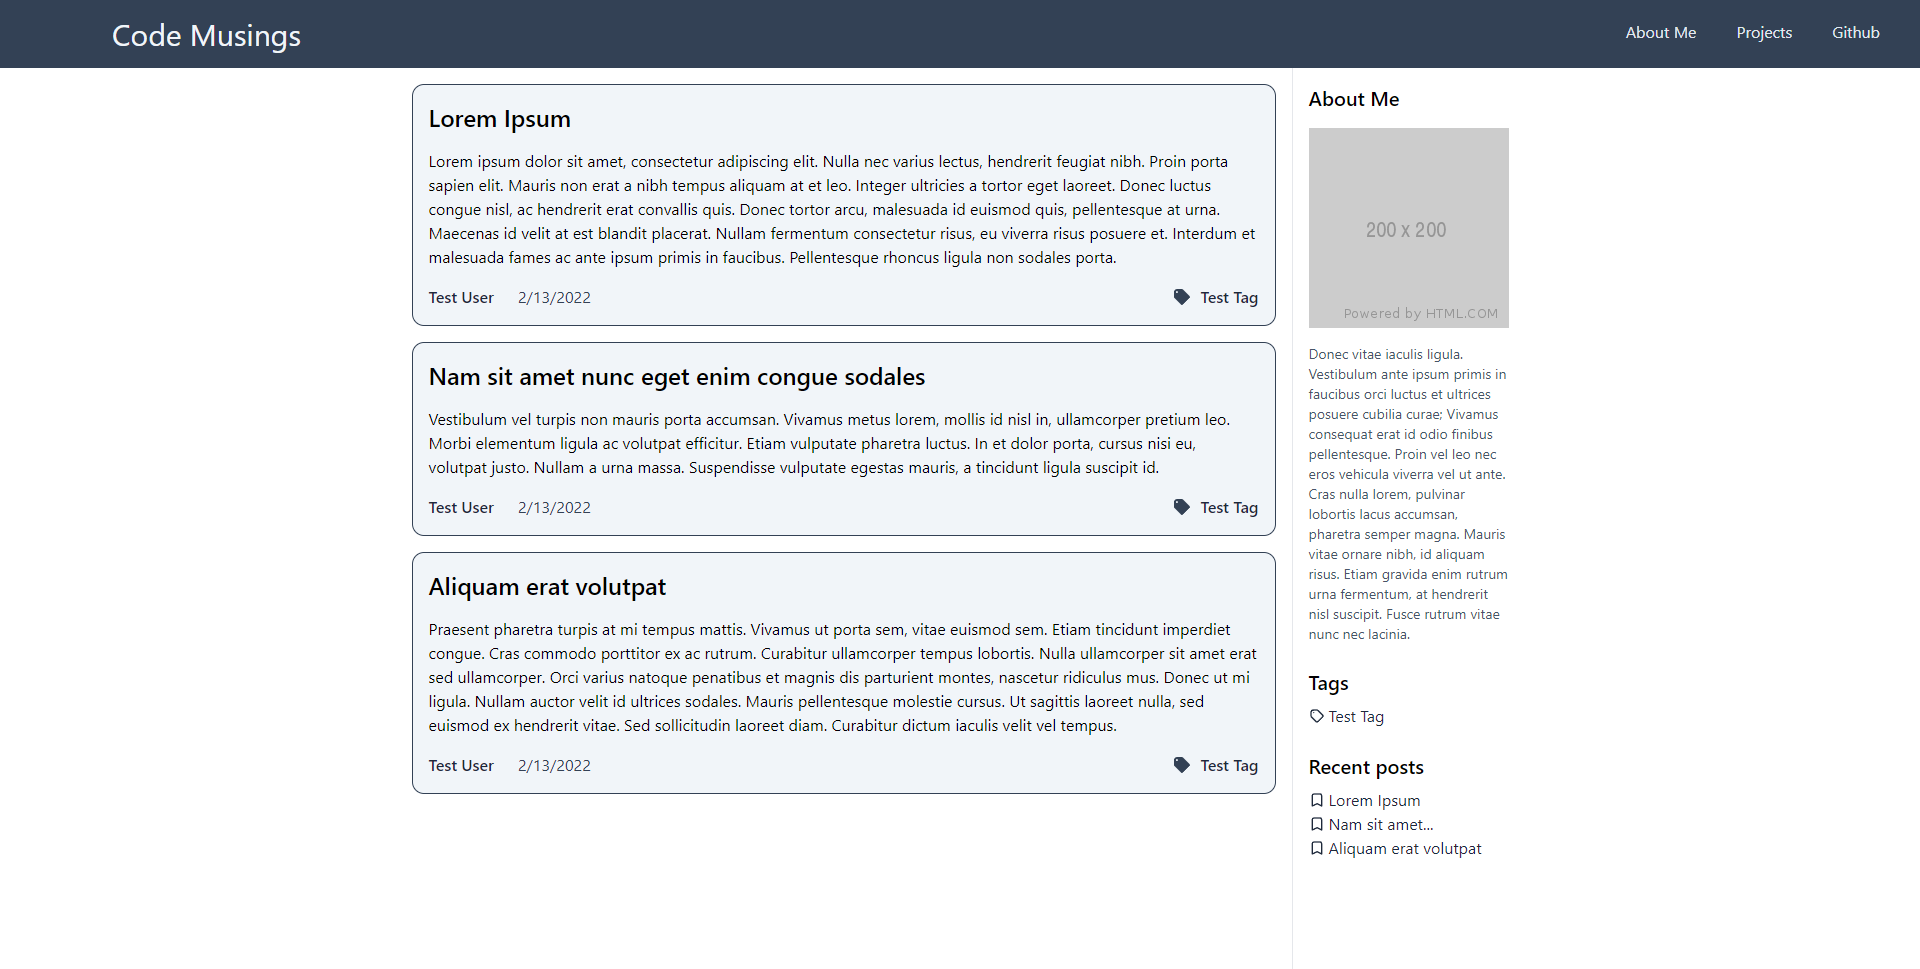 Code Musings
About Me
Projects
Github
Lorem Ipsum
Lorem ipsum dolor sit amet, consectetur adipiscing elit. Nulla nec varius lectus, hendrerit feugiat nibh. Proin porta
sapien elit. Mauris non erat a nibh tempus aliquam at et leo. Integer ultricies a tortor eget laoreet. Donec luctus
congue nisl, ac hendrerit erat convallis quis. Donec tortor arcu, malesuada id euismod quis, pellentesque at urna.
Maecenas id velit at est blandit placerat. Nullam fermentum consectetur risus, eu viverra risus posuere et. Interdum et
malesuada fames ac ante ipsum primis in faucibus. Pellentesque rhoncus ligula non sodales porta.
Test User 2/13/2022 Test Tag
Nam sit amet nunc eget enim congue sodales
Vestibulum vel turpis non mauris porta accumsan. Vivamus metus lorem, mollis id nisl in, ullamcorper pretium leo.
Morbi elementum ligula ac volutpat efficitur. Etiam vulputate pharetra luctus. In et dolor porta, cursus nisi eu,
volutpat justo. Nullam a urna massa. Suspendisse vulputate egestas mauris, a tincidunt ligula suscipit id.
Test User 2/13/2022 Test Tag
Aliquam erat volutpat
Praesent pharetra turpis at mi tempus mattis. Vivamus ut porta sem, vitae euismod sem. Etiam tincidunt imperdiet
congue. Cras commodo porttitor ex ac rutrum. Curabitur ullamcorper tempus lobortis. Nulla ullamcorper sit amet erat
sed ullamcorper. Orci varius natoque penatibus et magnis dis parturient montes, nascetur ridiculus mus. Donec ut mi
ligula. Nullam auctor velit id ultrices sodales. Mauris pellentesque molestie cursus. Ut sagittis laoreet nulla, sed
euismod ex hendrerit vitae. Sed sollicitudin laoreet diam. Curabitur dictum iaculis velit vel tempus.
Test User 2/13/2022 Test Tag
About Me
200 x 200
Powered by HTML.COM
Donec vitae iaculis ligula.
Vestibulum ante ipsum primis in
faucibus orci luctus et ultrices
posuere cubilia curae; Vivamus
consequat erat id odio finibus
pellentesque. Proin vel leo nec
eros vehicula viverra vel ut ante.
Cras nulla lorem, pulvinar
lobortis lacus accumsan,
pharetra semper magna. Mauris
vitae ornare nibh, id aliquam
risus. Etiam gravida enim rutrum
urna fermentum, at hendrerit
nisl suscipit. Fusce rutrum vitae
nunc nec lacinia.
Tags
Test Tag
Recent posts
Lorem Ipsum
Nam sit amet...
Aliquam erat volutpat